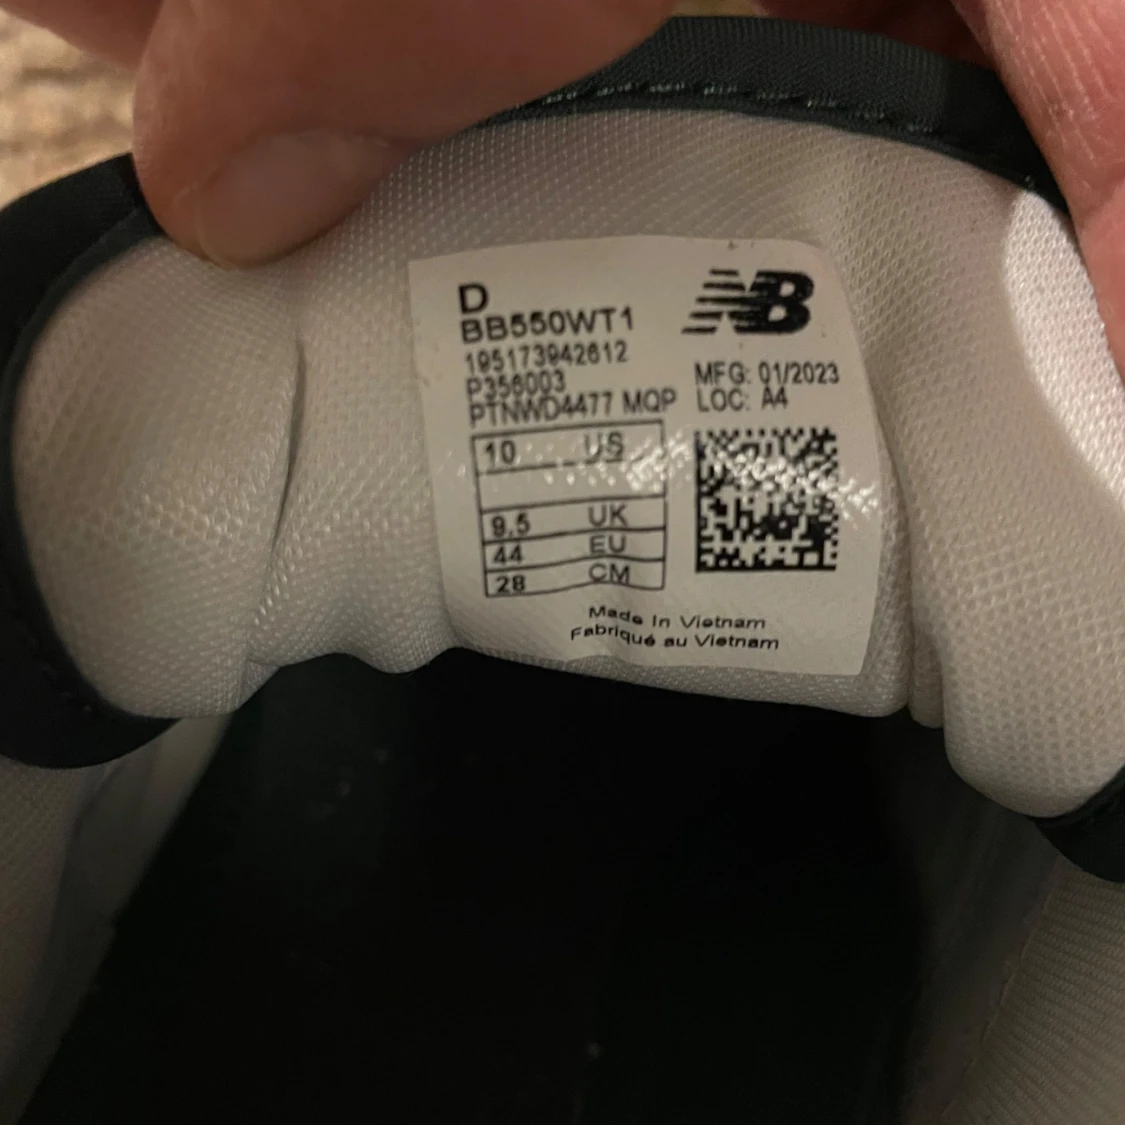 D
BB550WT1
195173942612
P356003
PTNWD4477 MQP
NB
MFG: 01/2023
LOC: A4
10 US
9.5 UK
44 EU
28 CM
Made In Vietnam
Fabriqué au Vietnam